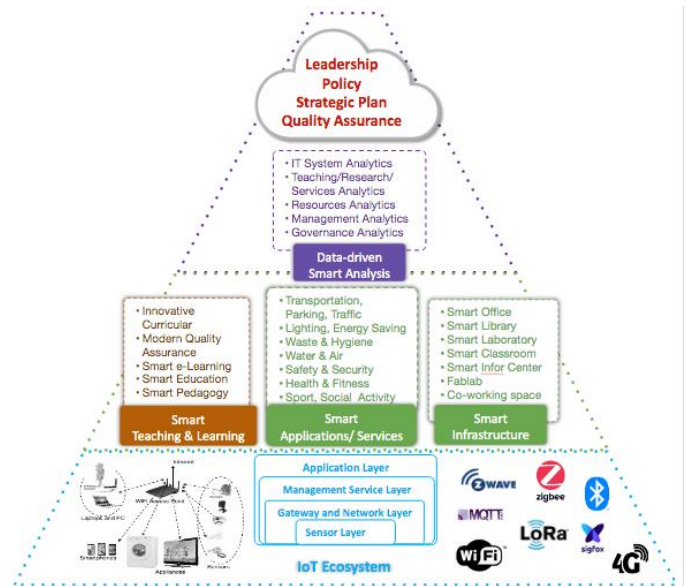 Leadership
Policy
Strategic Plan
Quality Assurance
• IT System Analytics
• Teaching/Research/
Services Analytics
• Resources Analytics
• Management Analytics
• Governance Analytics
Data-driven
Smart Analysis
• Innovative
Curricular
• Modern Quality
Assurance
• Smart e-Learning
• Smart Education
• Smart Pedagogy
Smart
Teaching & Learning
• Transportation,
Parking, Traffic
• Lighting, Energy Saving
• Waste & Hygiene
• Water & Air
• Safety & Security
• Health & Fitness
• Sport, Social Activity
Smart
Applications/ Services
• Smart Office
• Smart Library
• Smart Laboratory
• Smart Classroom
• Smart Infor Center
• Fablab
• Co-working space
Smart
Infrastructure
Internet
Laptop and PC
Smartphones
Appliances
Sensors
Application Layer
Management Service Layer
Gateway and Network Layer
Sensor Layer
IoT Ecosystem
Z WAVE
zigbee
MQTT
LoRa
sigfox
WiFi
4G